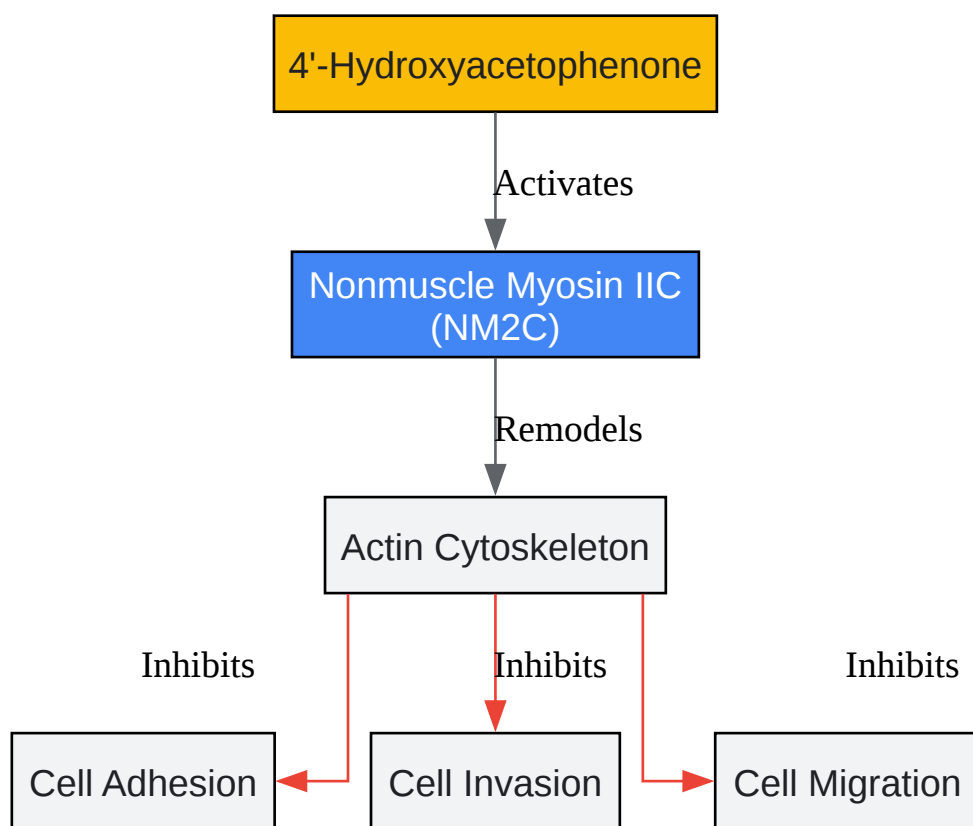 4'-Hydroxyacetophenone
Activates
Nonmuscle Myosin IIC
(NM2C)
Remodels
Actin Cytoskeleton
Inhibits
Inhibits
Inhibits
Cell Adhesion
Cell Invasion
Cell Migration